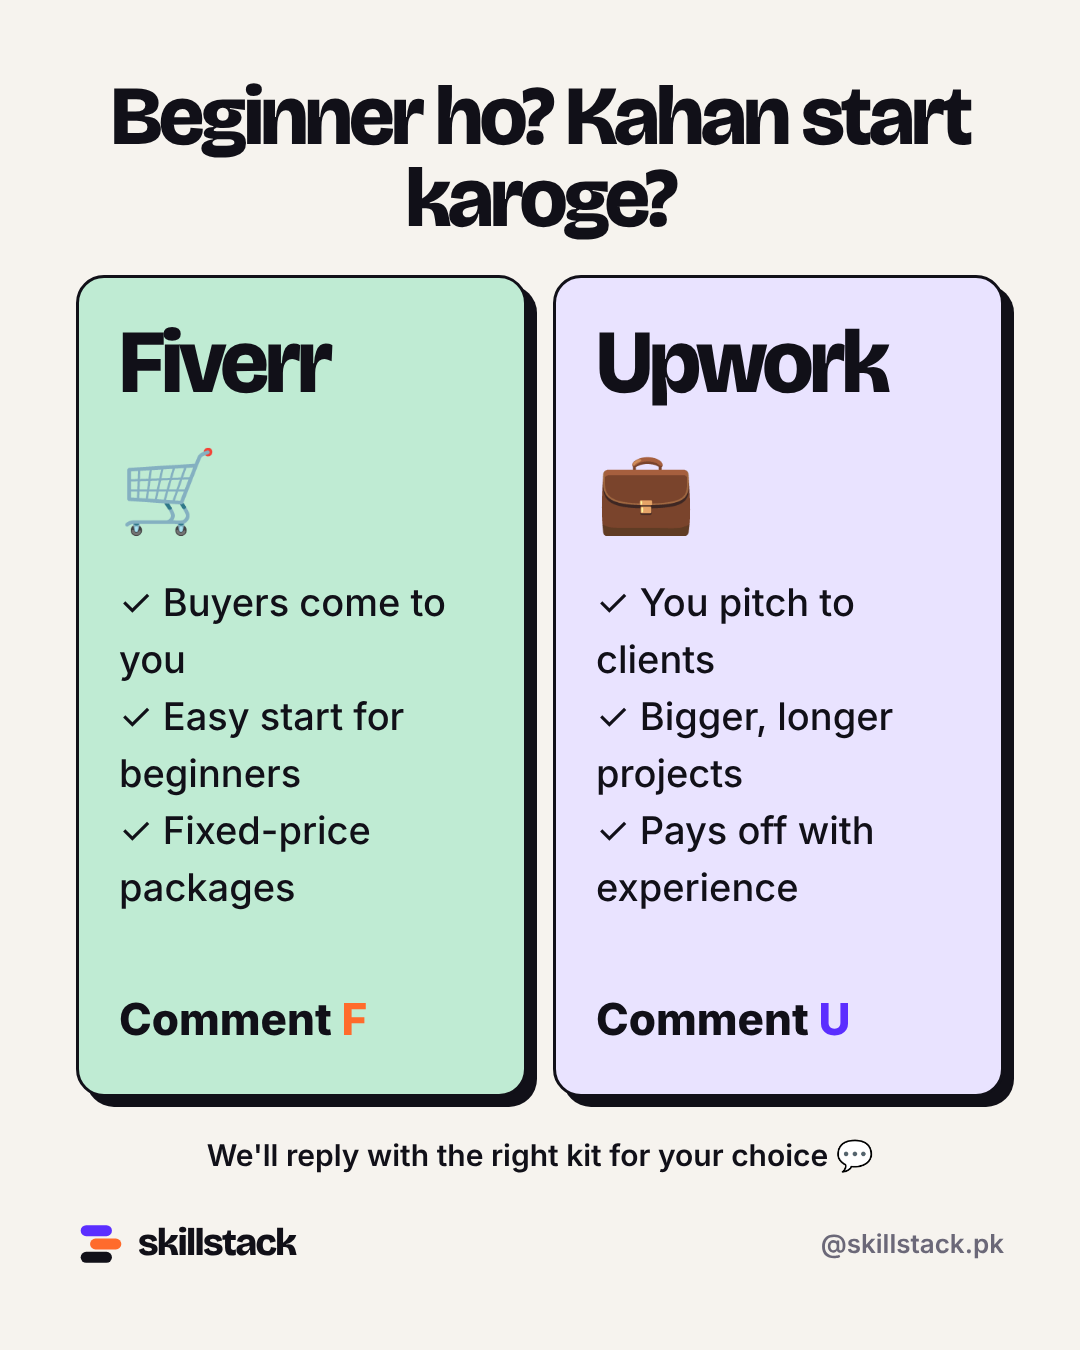 Beginner ho? Kahan start
karoge?
Fiverr
✓ Buyers come to
you
✓ Easy start for
beginners
✓ Fixed-price
packages
Comment F
Upwork
✓ You pitch to
clients
✓ Bigger, longer
projects
✓ Pays off with
experience
Comment U
We'll reply with the right kit for your choice 💬
skillstack
@skillstack.pk